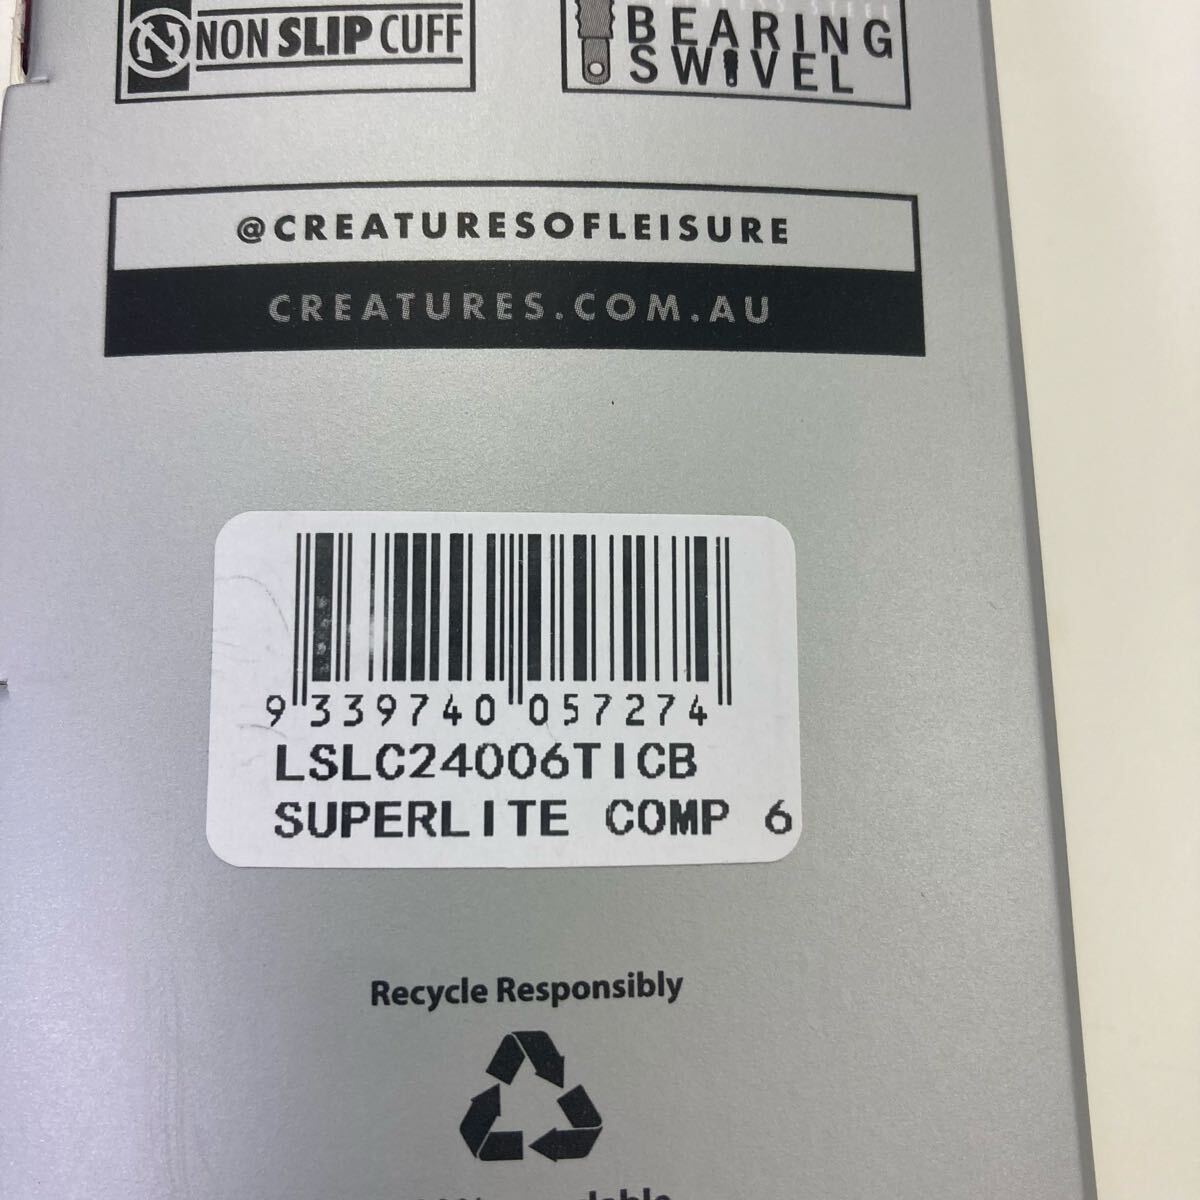 NON SLIP CUFF
BEARING
SWIVEL
@CREATURESOFLEISURE
CREATURES.COM.AU
9 339740 057274
LSLC24006TICB
SUPERLITE COMP 6
Recycle Responsibly